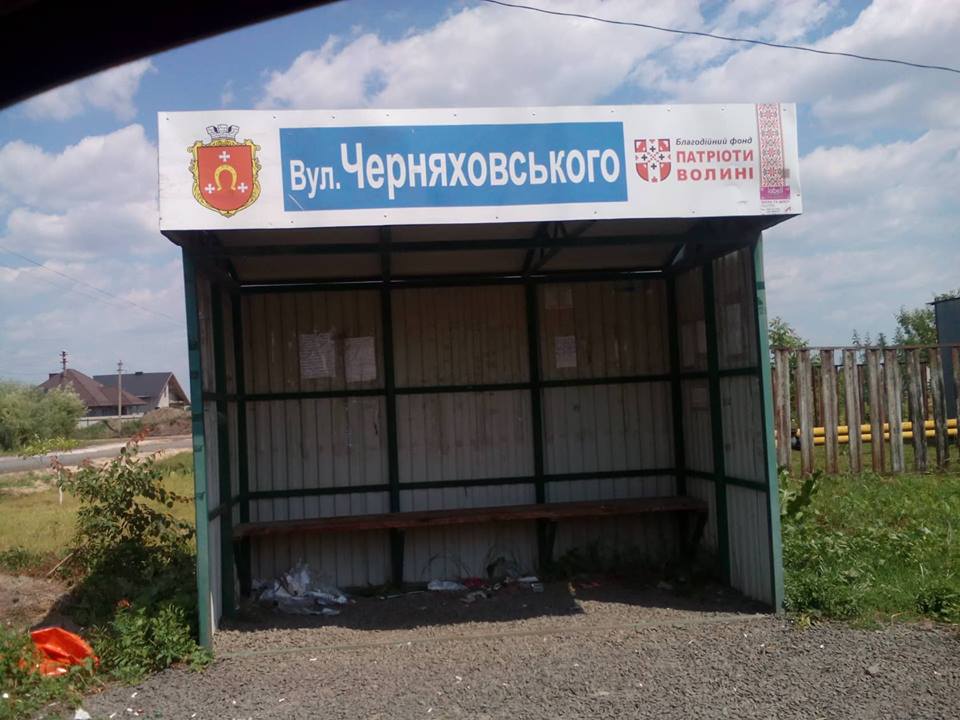 Вул. Черняховського
Благодійний фонд
ПАТРІОТИ
ВОЛИНІ